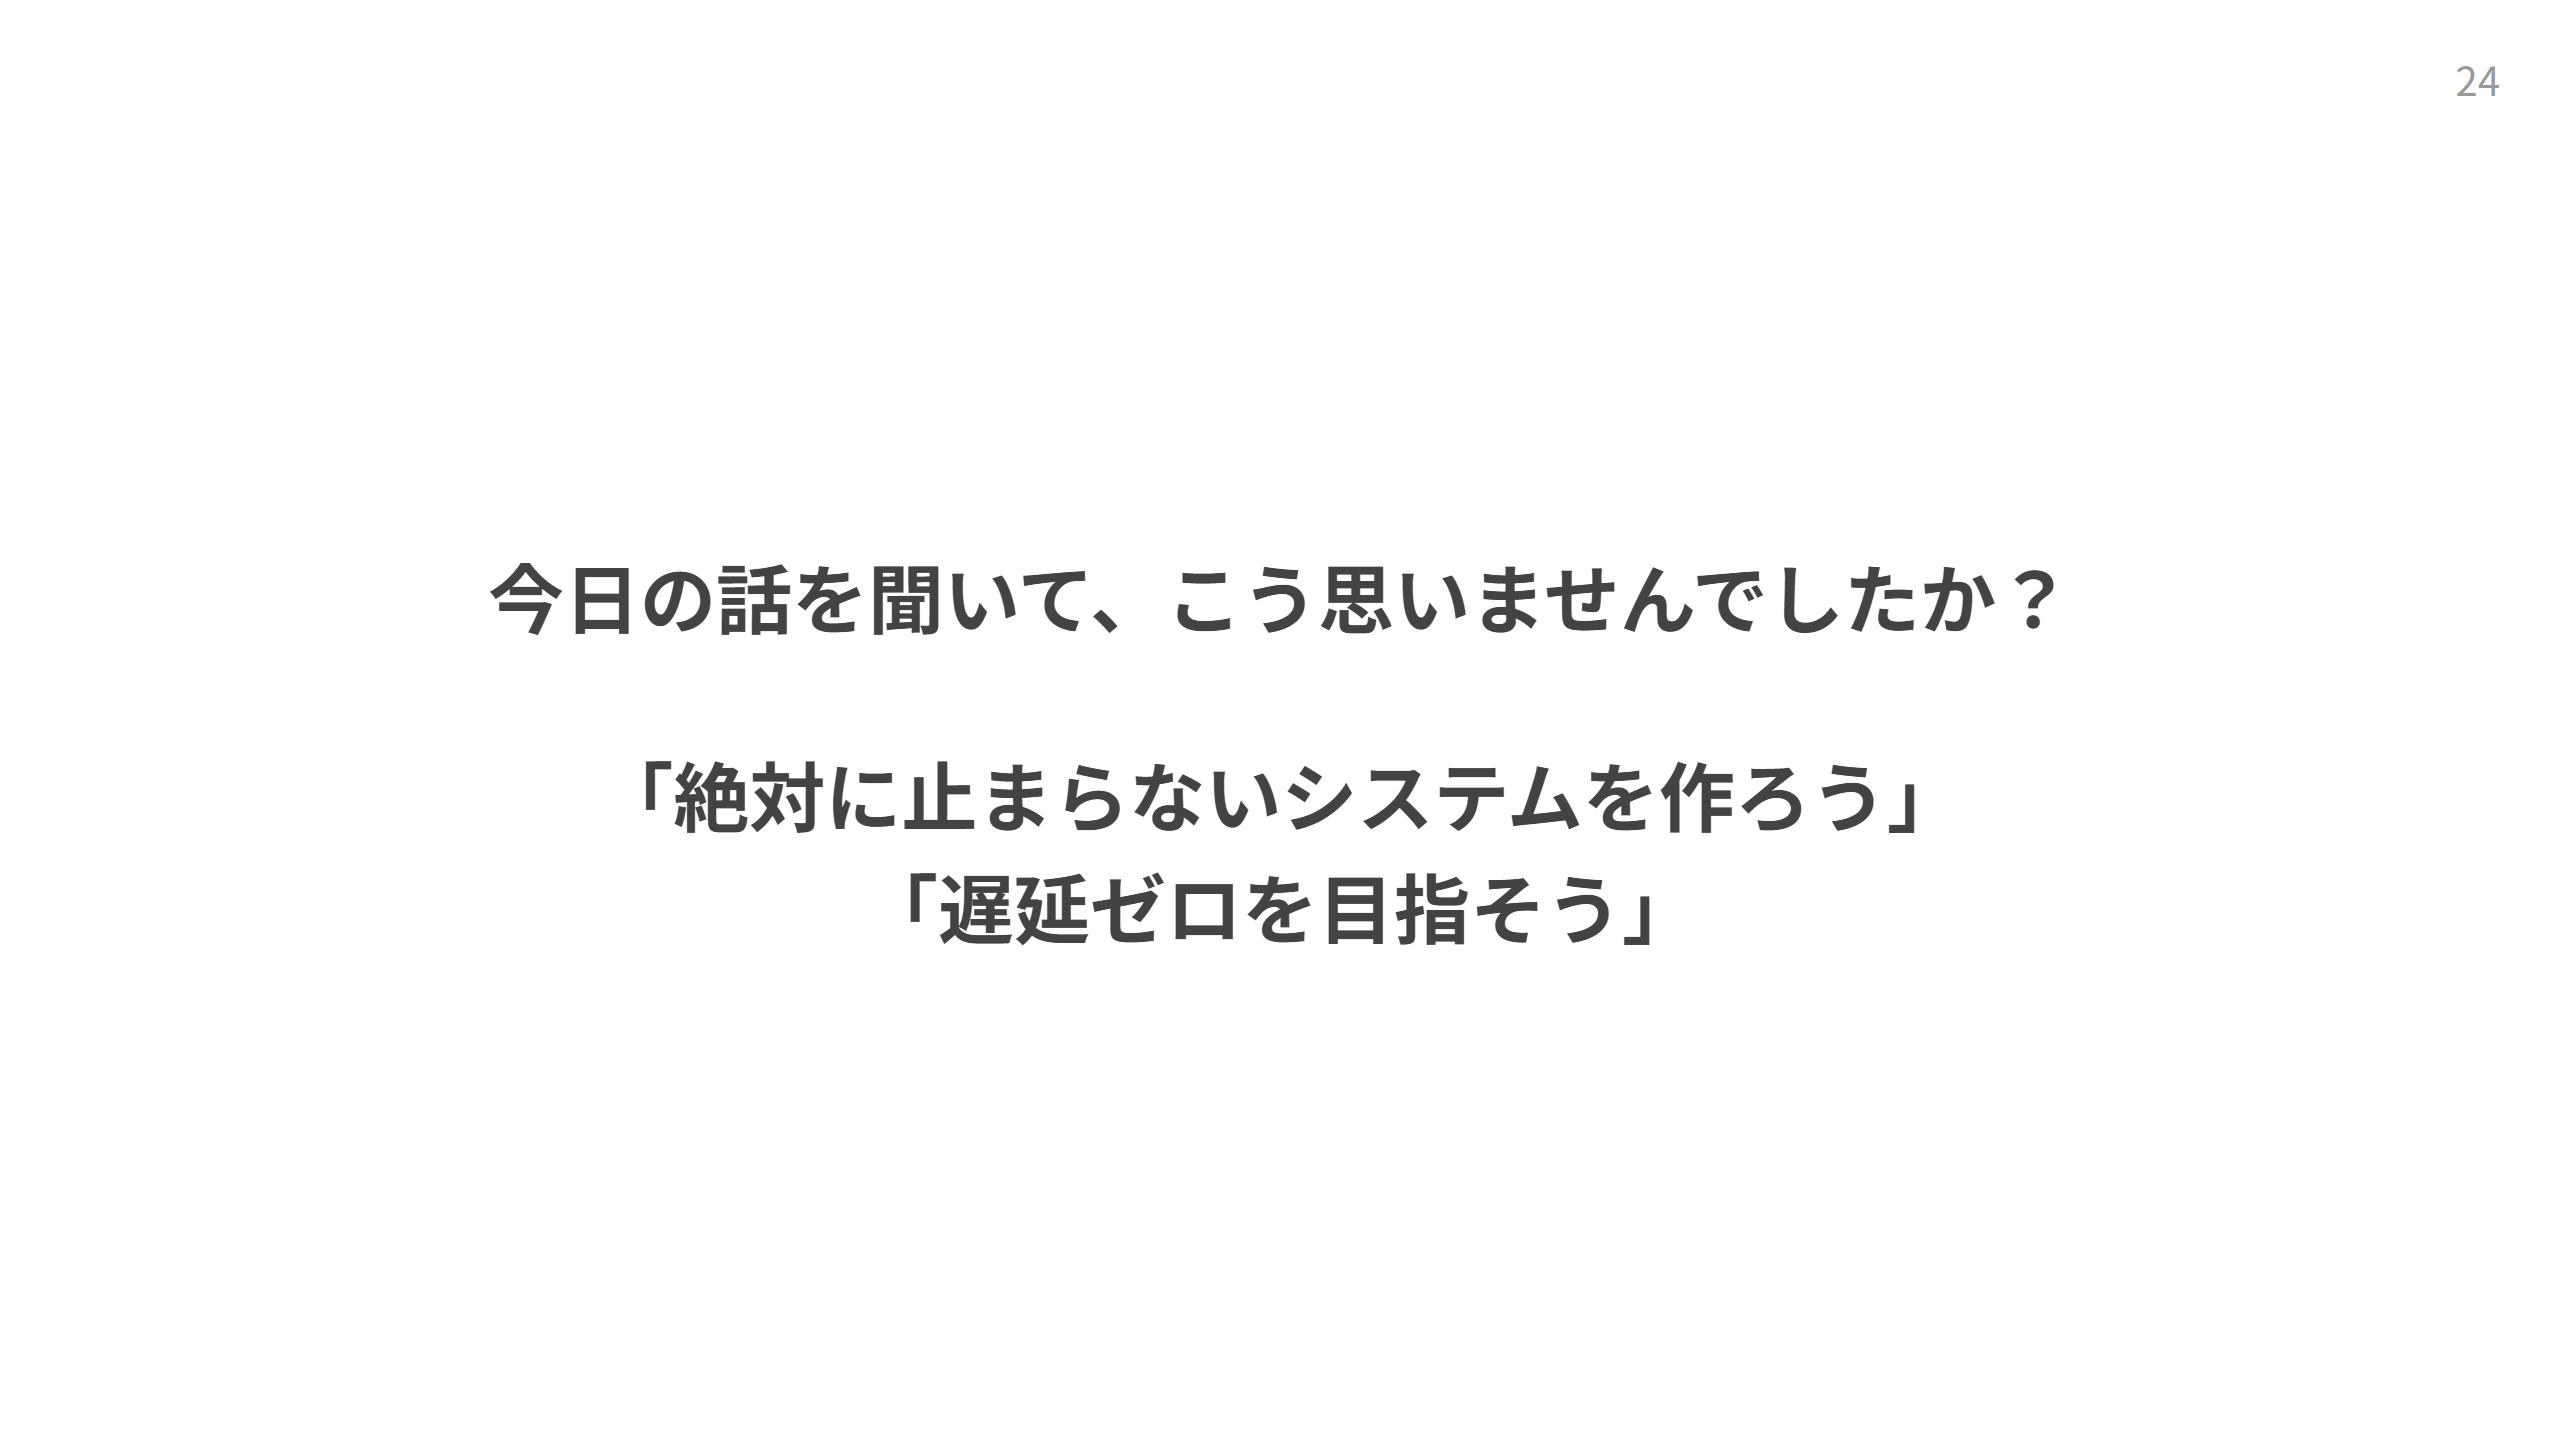 24
今日の話を聞いて、こう思いませんでしたか？
「絶対に止まらないシステムを作ろう」
「遅延ゼロを目指そう」